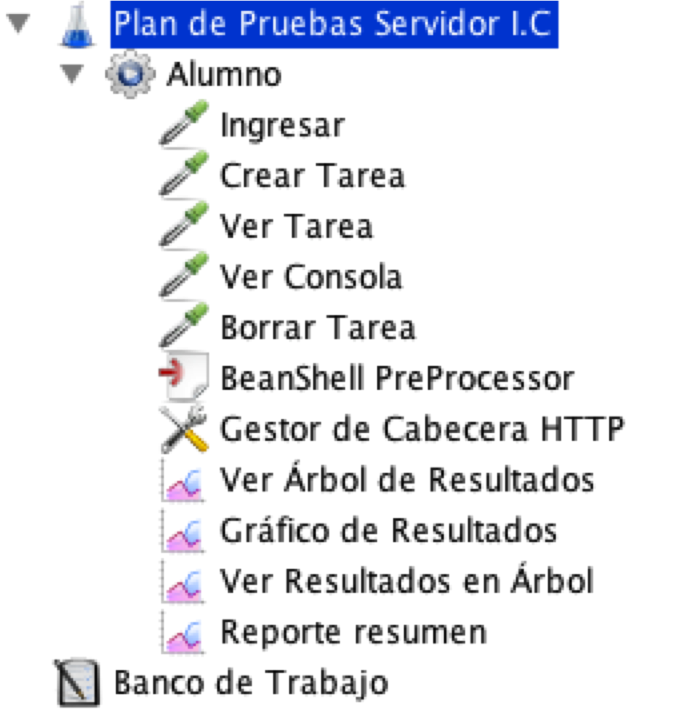 Plan de Pruebas Servidor I.C
Alumno
Ingresar
Crear Tarea
Ver Tarea
Ver Consola
Borrar Tarea
BeanShell PreProcessor
Gestor de Cabecera HTTP
Ver Árbol de Resultados
Gráfico de Resultados
Ver Resultados en Árbol
Reporte resumen
Banco de Trabajo